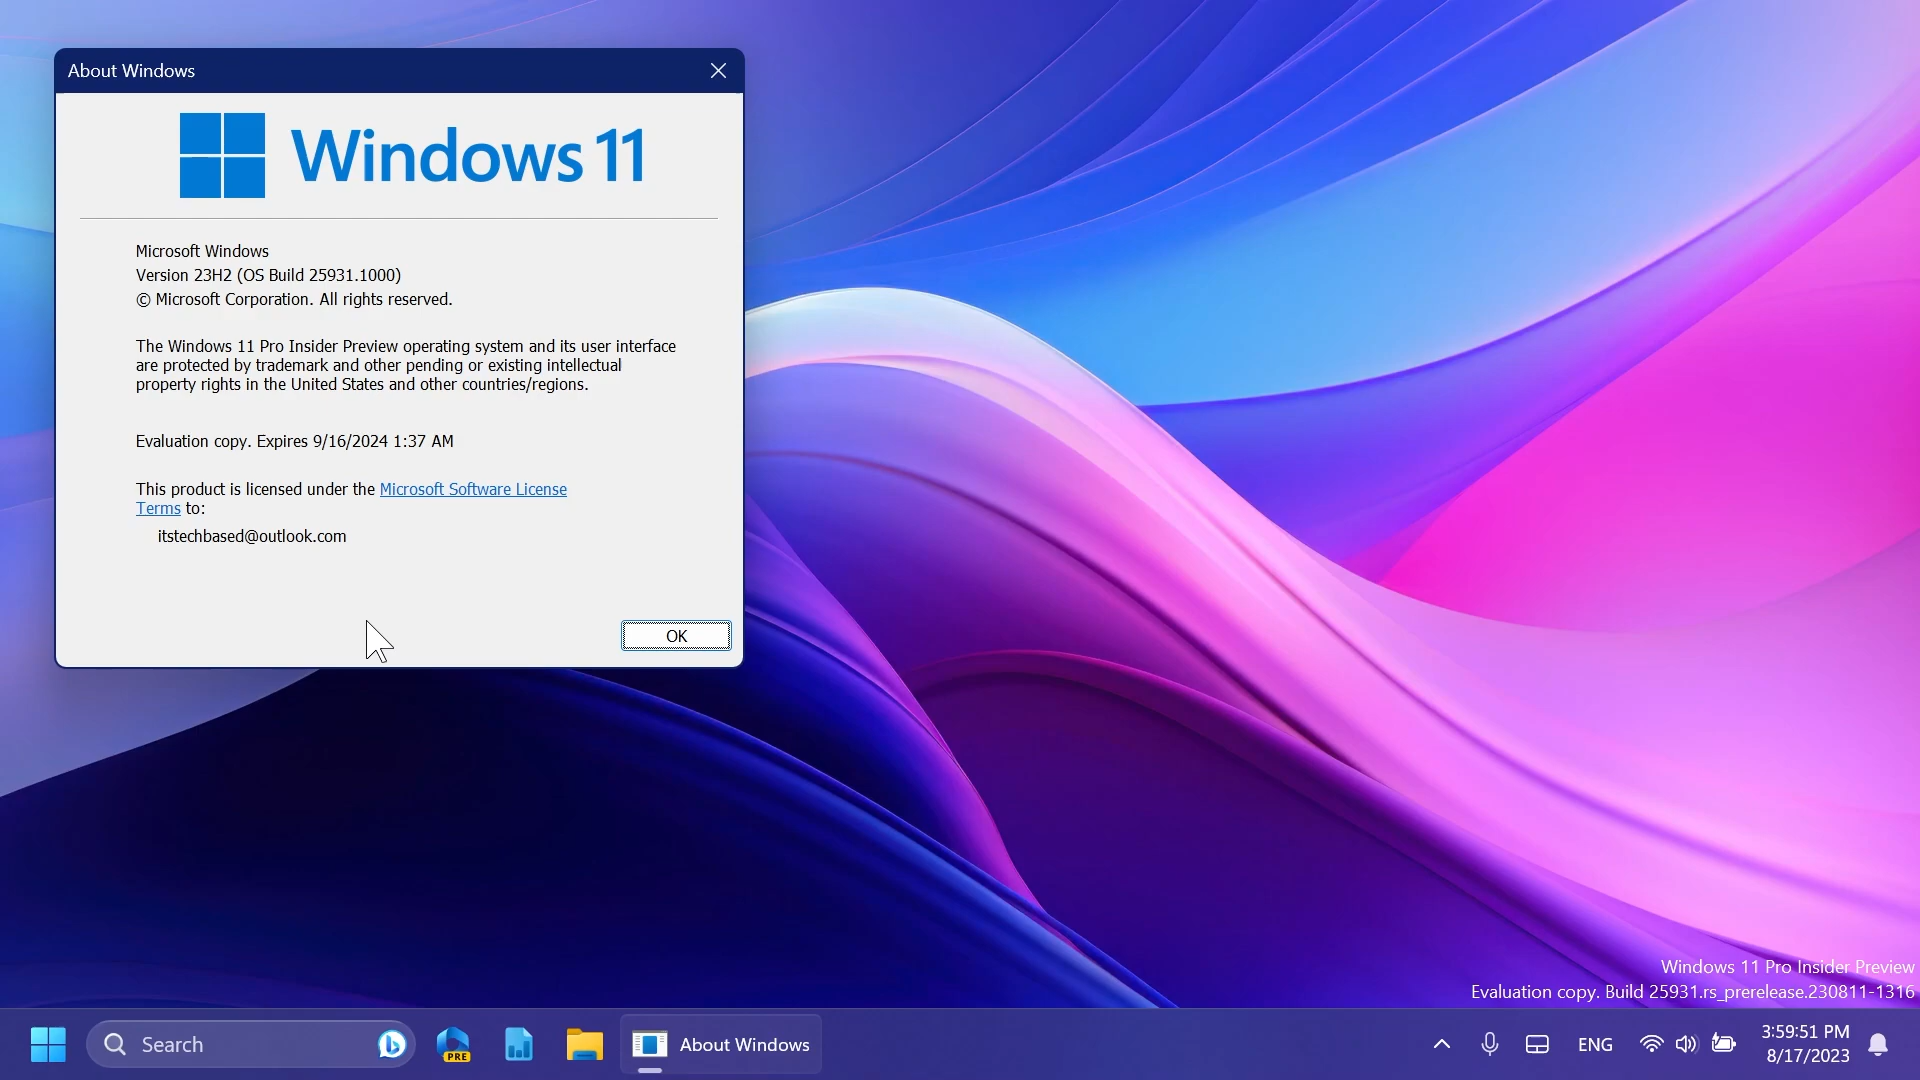 About Windows
Windows 11
Microsoft Windows
Version 23H2 (OS Build 25931.1000)
© Microsoft Corporation. All rights reserved.
The Windows 11 Pro Insider Preview operating system and its user interface
are protected by trademark and other pending or existing intellectual
property rights in the United States and other countries/regions.
Evaluation copy. Expires 9/16/2024 1:37 AM
This product is licensed under the Microsoft Software License
Terms to:
itstechbased@outlook.com
OK
Windows 11 Pro Insider Preview
Evaluation copy. Build 25931.rs_prerelease.230811-1316
Search
PRE
About Windows
ENG
3:59:51 PM
8/17/2023